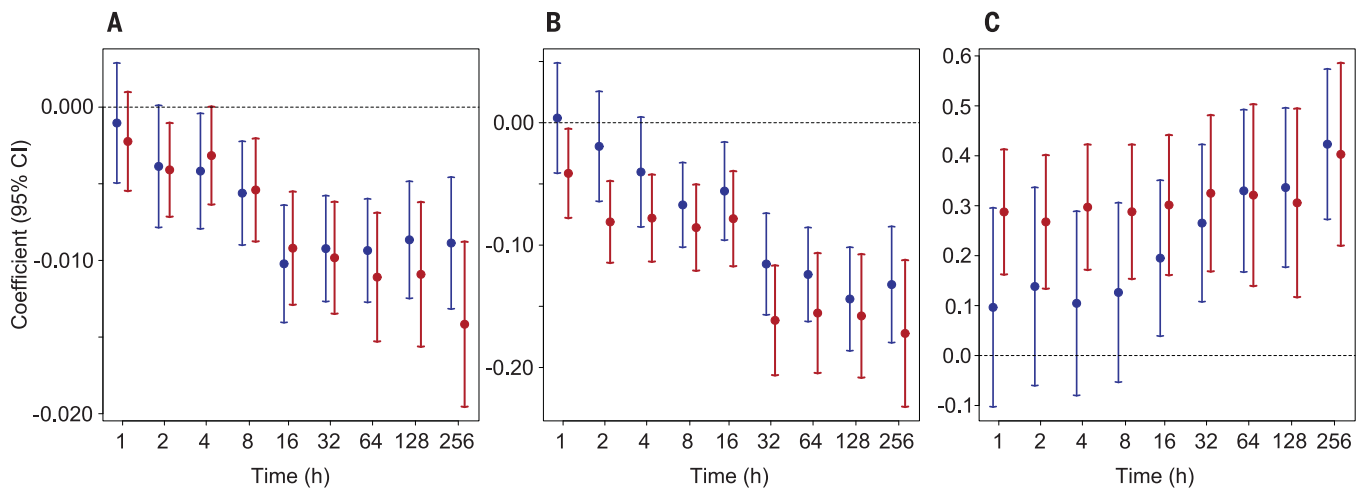 A
B
C
Coefficient (95% CI)
0.000
-0.010
-0.020
1 2 4 8 16 32 64 128 256
Time (h)
0.00
-0.10
-0.20
1 2 4 8 16 32 64 128 256
Time (h)
0.6
0.5
0.4
0.3
0.2
0.1
0.0
-0.1
1 2 4 8 16 32 64 128 256
Time (h)